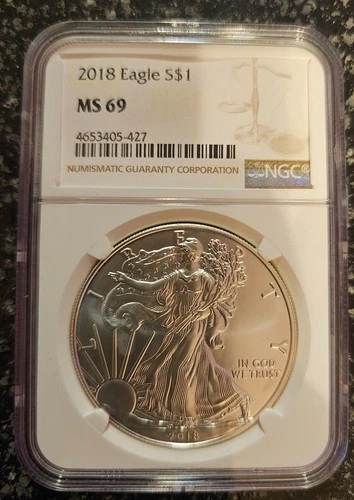 2018 Eagle S$1
MS 69
4653405-427
NUMISMATIC GUARANTY CORPORATION
NGC
LIBERTY
IN GOD
WE TRUST
2018